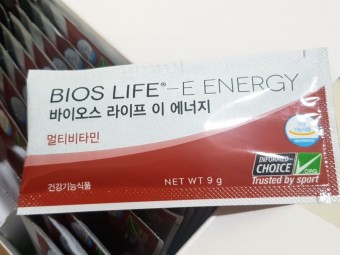 BIOS LIFE®-E ENERGY
바이오스 라이프 이 에너지
멀티비타민
건강기능식품
NET WT 9 g
INFORMED-
CHOICE
Trusted by sport